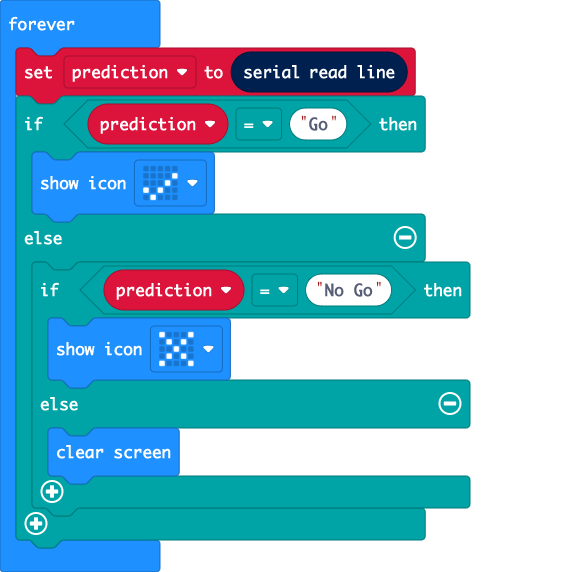 forever
set prediction to serial read line
if prediction = "Go" then
show icon
else
if prediction = "No Go" then
show icon
else
clear screen